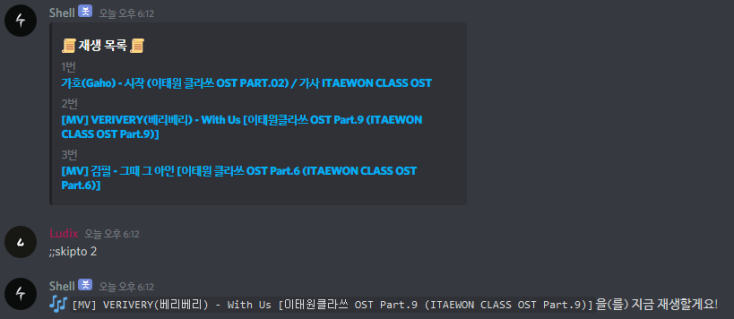 Shell 봇 오늘 오후 6:12
재생 목록
1번
가호(Gaho) - 시작 (이태원 클라쓰 OST PART.02) / 가사 ITAEWON CLASS OST
2번
[MV] VERIVERY(베리베리) - With Us [이태원클라쓰 OST Part.9 (ITAEWON
CLASS OST Part.9)]
3번
[MV] 김필 - 그때 그 아인 [이태원 클라쓰 OST Part.6 (ITAEWON CLASS OST
Part.6)]
Ludix 오늘 오후 6:12
;;skipto 2
Shell 봇 오늘 오후 6:12
[MV] VERIVERY(베리베리) - With Us [이태원클라쓰 OST Part.9 (ITAEWON CLASS OST Part.9)] 을(를) 지금 재생할게요!